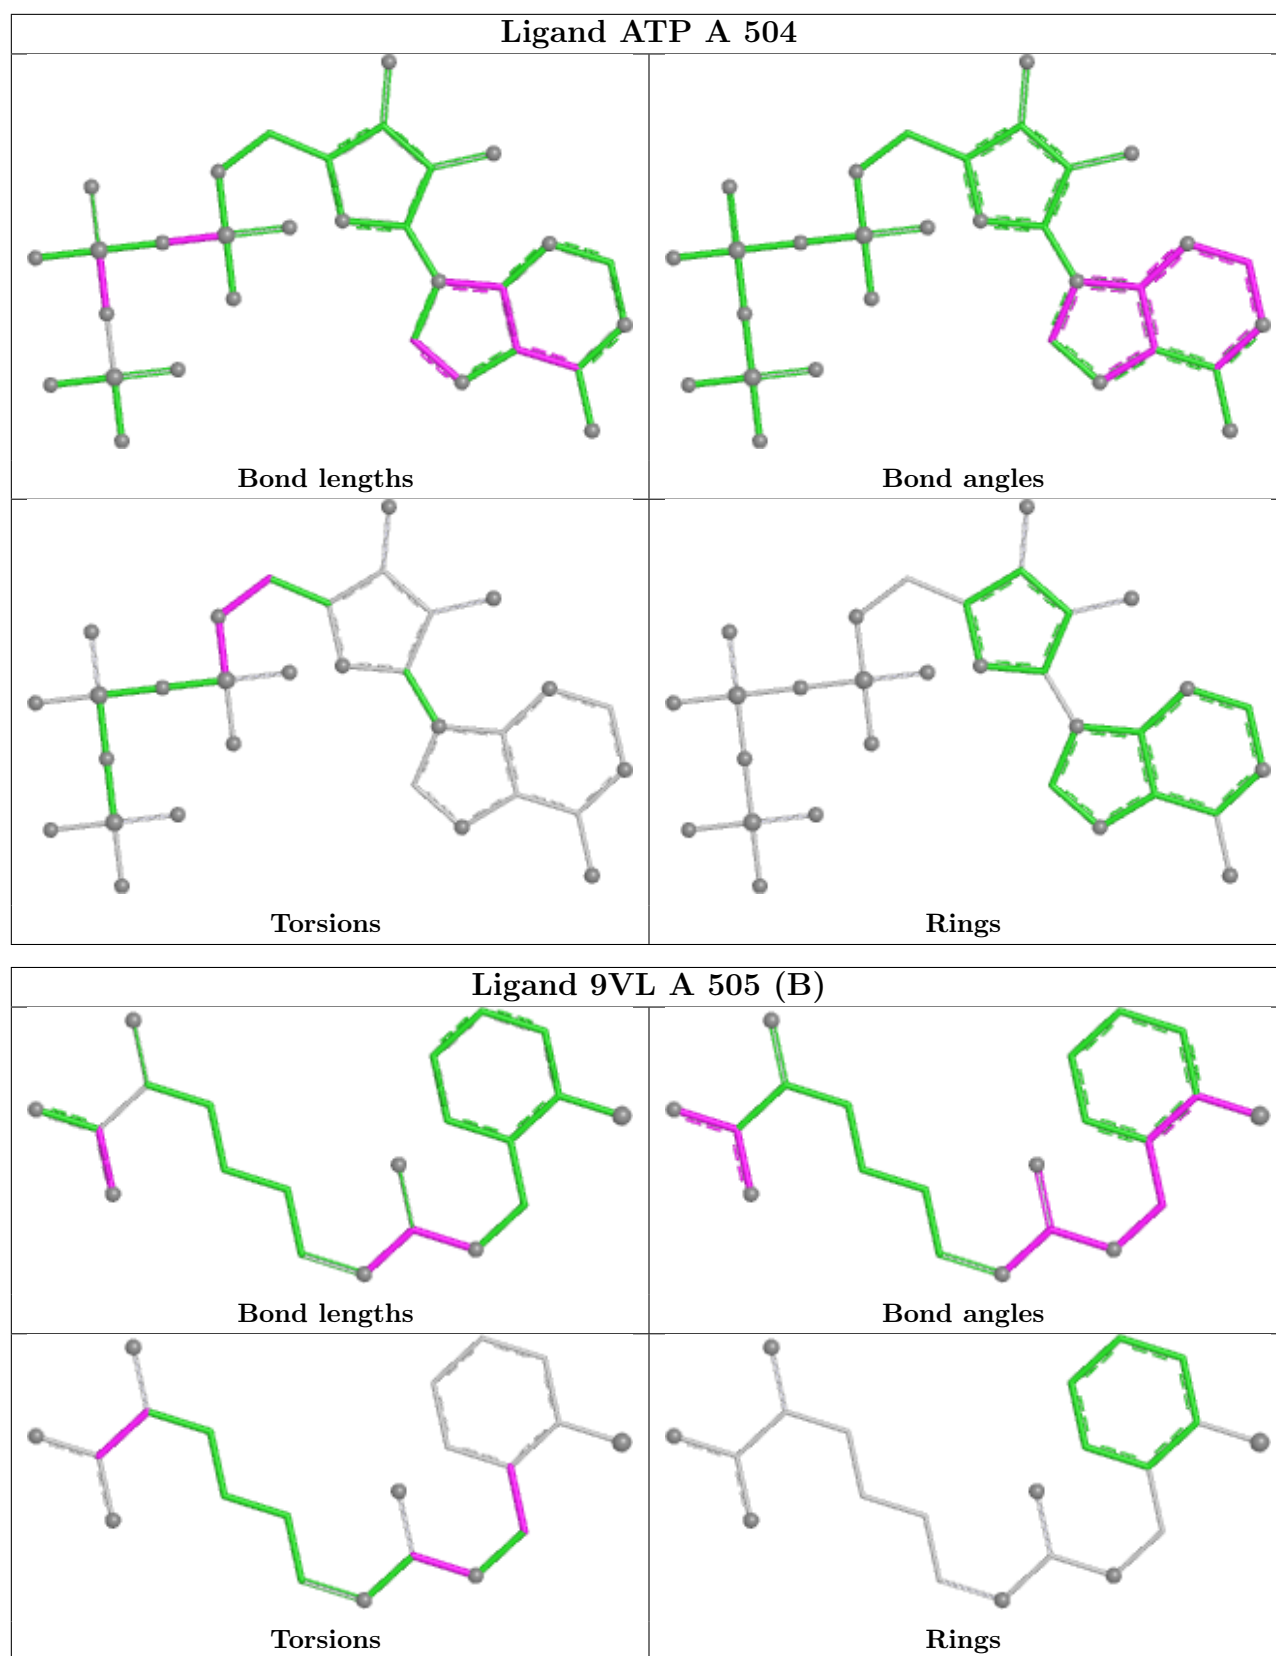 Ligand ATP A 504
Bond lengths
Bond angles
Torsions
Rings
Ligand 9VL A 505 (B)
Bond lengths
Bond angles
Torsions
Rings